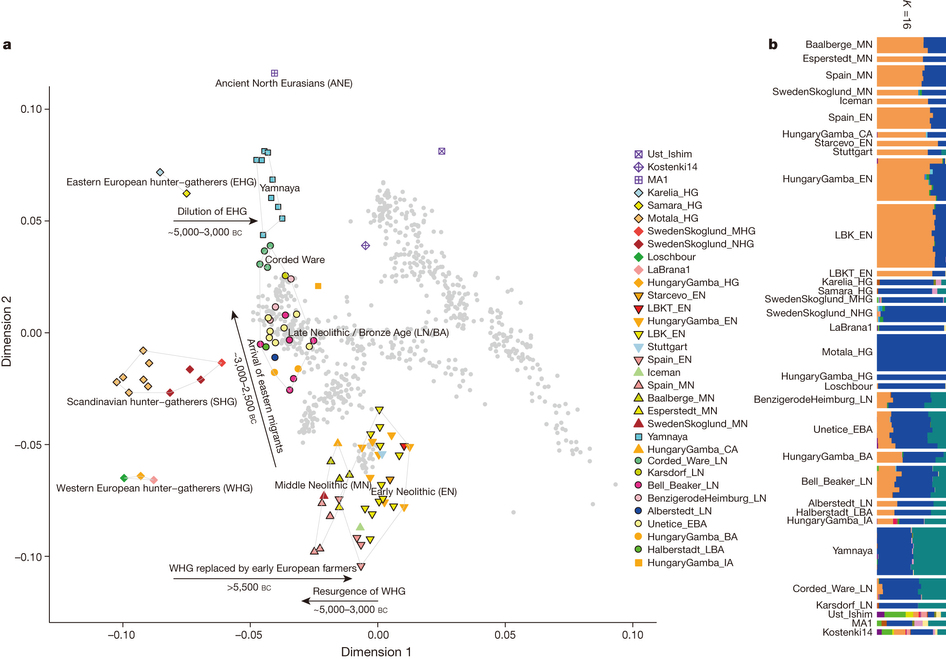 a
b
K =16
Ancient North Eurasians (ANE)
Eastern European hunter−gatherers (EHG)
Yamnaya
Dilution of EHG
~5,000–3,000 BC
Corded Ware
Late Neolithic / Bronze Age (LN/BA)
Arrival of eastern migrants
~3,000–2,500 BC
Scandinavian hunter−gatherers (SHG)
Western European hunter−gatherers (WHG)
Middle Neolithic (MN)
Early Neolithic (EN)
WHG replaced by early European farmers
>5,500 BC
Resurgence of WHG
~5,000–3,000 BC
Dimension 2
0.10
0.05
0.00
−0.05
−0.10
−0.10
−0.05
0.00
0.05
0.10
Dimension 1
Ust_Ishim
Kostenki14
MA1
Karelia_HG
Samara_HG
Motala_HG
SwedenSkoglund_MHG
SwedenSkoglund_NHG
Loschbour
LaBrana1
HungaryGamba_HG
Starcevo_EN
LBKT_EN
HungaryGamba_EN
LBK_EN
Stuttgart
Spain_EN
Iceman
Spain_MN
Baalberge_MN
Esperstedt_MN
SwedenSkoglund_MN
Yamnaya
HungaryGamba_CA
Corded_Ware_LN
Karsdorf_LN
Bell_Beaker_LN
BenzigerodeHeimburg_LN
Alberstedt_LN
Unetice_EBA
HungaryGamba_BA
Halberstadt_LBA
HungaryGamba_IA
Baalberge_MN
Esperstedt_MN
Spain_MN
SwedenSkoglund_MN
Iceman
Spain_EN
HungaryGamba_CA
Starcevo_EN
Stuttgart
HungaryGamba_EN
LBK_EN
LBKT_EN
Karelia_HG
Samara_HG
SwedenSkoglund_MHG
SwedenSkoglund_NHG
LaBrana1
Motala_HG
HungaryGamba_HG
Loschbour
BenzigerodeHeimburg_LN
Unetice_EBA
HungaryGamba_BA
Bell_Beaker_LN
Alberstedt_LN
Halberstadt_LBA
HungaryGamba_IA
Yamnaya
Corded_Ware_LN
Karsdorf_LN
Ust_Ishim
MA1
Kostenki14